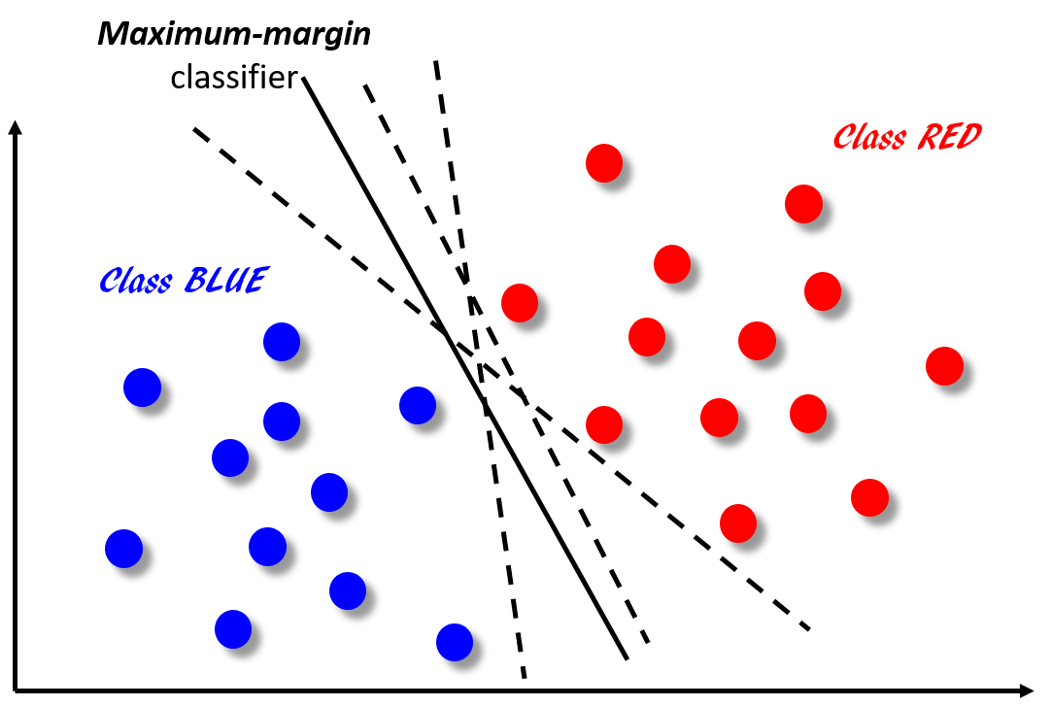 Maximum-margin
classifier
Class RED
Class BLUE